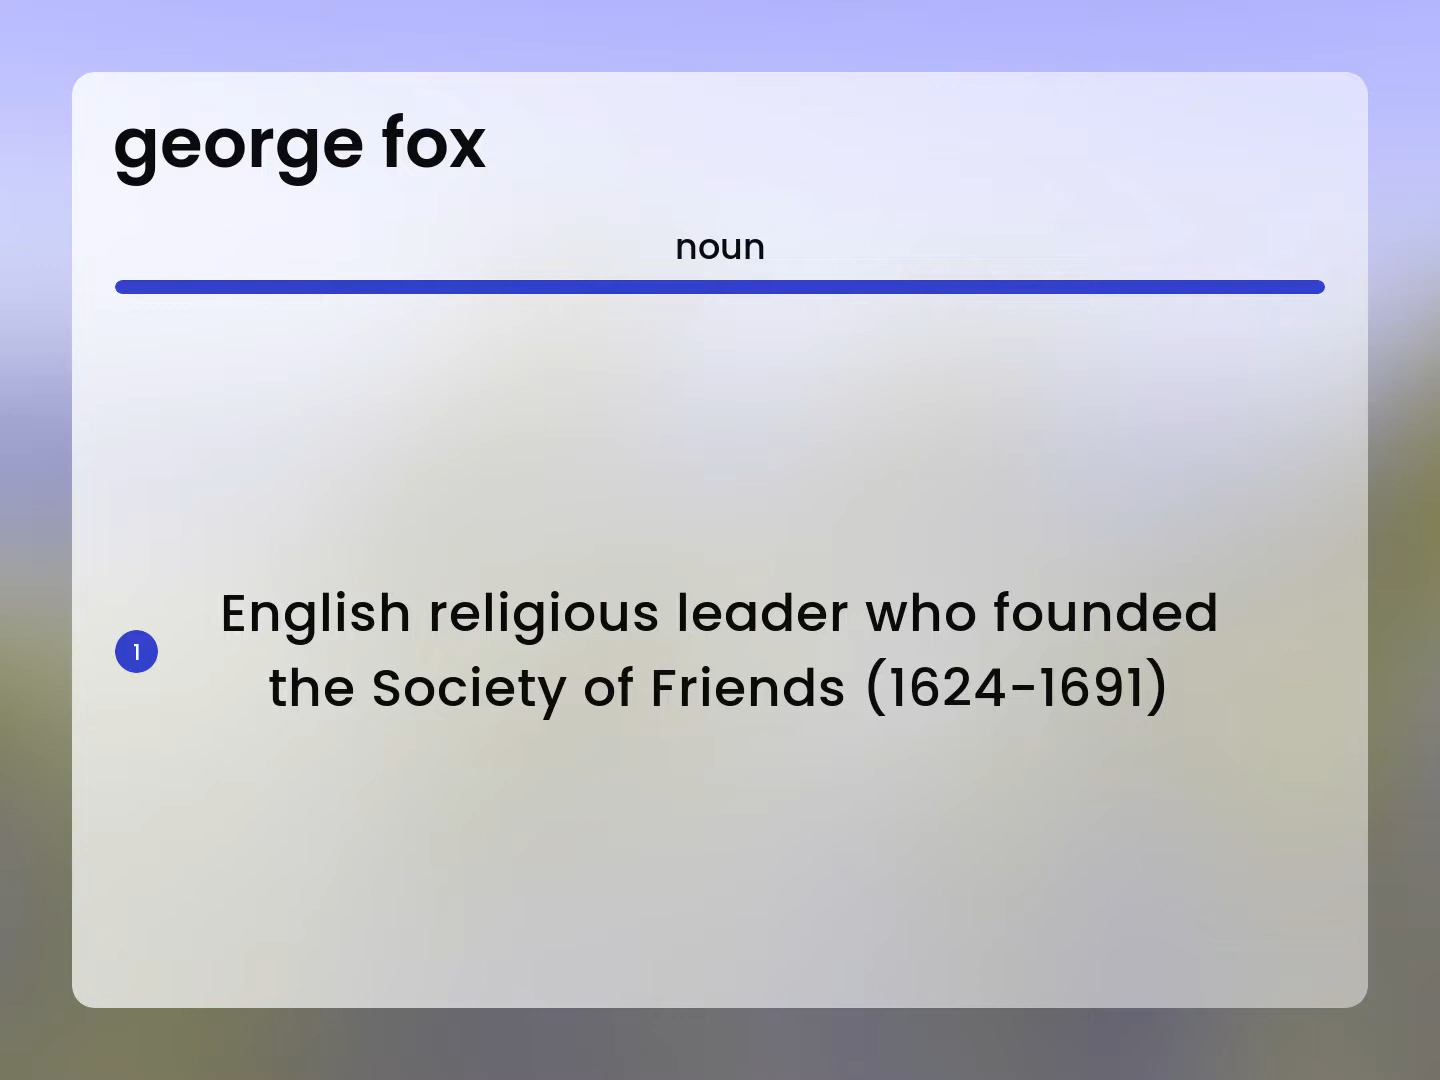 george fox
noun
1
English religious leader who founded
the Society of Friends (1624-1691)